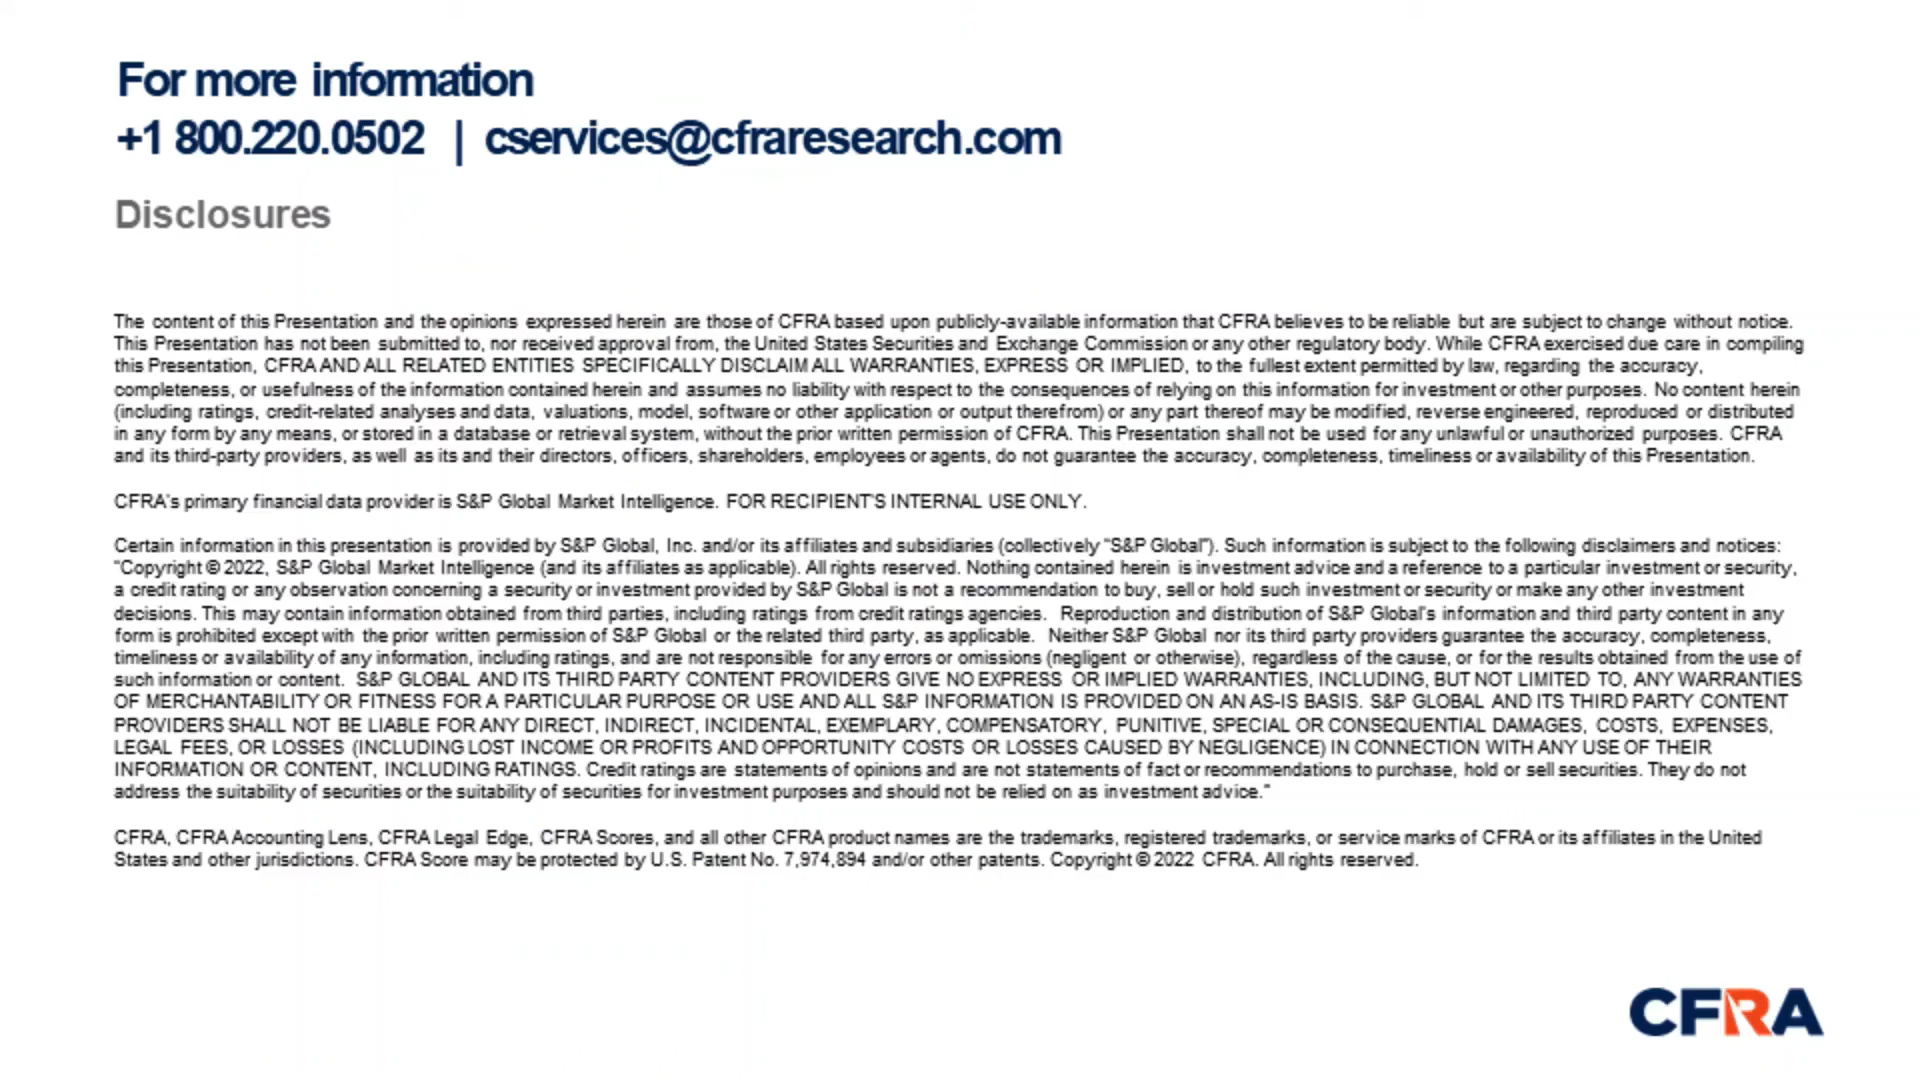 For more information
+1 800.220.0502 | cservices@cfraresearch.com
Disclosures
The content of this Presentation and the opinions expressed herein are those of CFRA based upon publicly-available information that CFRA believes to be reliable but are subject to change without notice.
This Presentation has not been submitted to, nor received approval from, the United States Securities and Exchange Commission or any other regulatory body. While CFRA exercised due care in compiling
this Presentation, CFRA AND ALL RELATED ENTITIES SPECIFICALLY DISCLAIM ALL WARRANTIES, EXPRESS OR IMPLIED, to the fullest extent permitted by law, regarding the accuracy,
completeness, or usefulness of the information contained herein and assumes no liability with respect to the consequences of relying on this information for investment or other purposes. No content herein
(including ratings, credit-related analyses and data, valuations, model, software or other application or output therefrom) or any part thereof may be modified, reverse engineered, reproduced or distributed
in any form by any means, or stored in a database or retrieval system, without the prior written permission of CFRA. This Presentation shall not be used for any unlawful or unauthorized purposes. CFRA
and its third-party providers, as well as its and their directors, officers, shareholders, employees or agents, do not guarantee the accuracy, completeness, timeliness or availability of this Presentation.
CFRA's primary financial data provider is S&P Global Market Intelligence. FOR RECIPIENT'S INTERNAL USE ONLY.
Certain information in this presentation is provided by S&P Global, Inc. and/or its affiliates and subsidiaries (collectively "S&P Global"). Such information is subject to the following disclaimers and notices:
"Copyright © 2022, S&P Global Market Intelligence (and its affiliates as applicable). All rights reserved. Nothing contained herein is investment advice and a reference to a particular investment or security,
a credit rating or any observation concerning a security or investment provided by S&P Global is not a recommendation to buy, sell or hold such investment or security or make any other investment
decisions. This may contain information obtained from third parties, including ratings from credit ratings agencies. Reproduction and distribution of S&P Global's information and third party content in any
form is prohibited except with the prior written permission of S&P Global or the related third party, as applicable. Neither S&P Global nor its third party providers guarantee the accuracy, completeness,
timeliness or availability of any information, including ratings, and are not responsible for any errors or omissions (negligent or otherwise), regardless of the cause, or for the results obtained from the use of
such information or content. S&P GLOBAL AND ITS THIRD PARTY CONTENT PROVIDERS GIVE NO EXPRESS OR IMPLIED WARRANTIES, INCLUDING, BUT NOT LIMITED TO, ANY WARRANTIES
OF MERCHANTABILITY OR FITNESS FOR A PARTICULAR PURPOSE OR USE AND ALL S&P INFORMATION IS PROVIDED ON AN AS-IS BASIS. S&P GLOBAL AND ITS THIRD PARTY CONTENT
PROVIDERS SHALL NOT BE LIABLE FOR ANY DIRECT, INDIRECT, INCIDENTAL, EXEMPLARY, COMPENSATORY, PUNITIVE, SPECIAL OR CONSEQUENTIAL DAMAGES, COSTS, EXPENSES,
LEGAL FEES, OR LOSSES (INCLUDING LOST INCOME OR PROFITS AND OPPORTUNITY COSTS OR LOSSES CAUSED BY NEGLIGENCE) IN CONNECTION WITH ANY USE OF THEIR
INFORMATION OR CONTENT, INCLUDING RATINGS. Credit ratings are statements of opinions and are not statements of fact or recommendations to purchase, hold or sell securities. They do not
address the suitability of securities or the suitability of securities for investment purposes and should not be relied on as investment advice."
CFRA, CFRA Accounting Lens, CFRA Legal Edge, CFRA Scores, and all other CFRA product names are the trademarks, registered trademarks, or service marks of CFRA or its affiliates in the United
States and other jurisdictions. CFRA Score may be protected by U.S. Patent No. 7,974,894 and/or other patents. Copyright © 2022 CFRA. All rights reserved.
CFRA